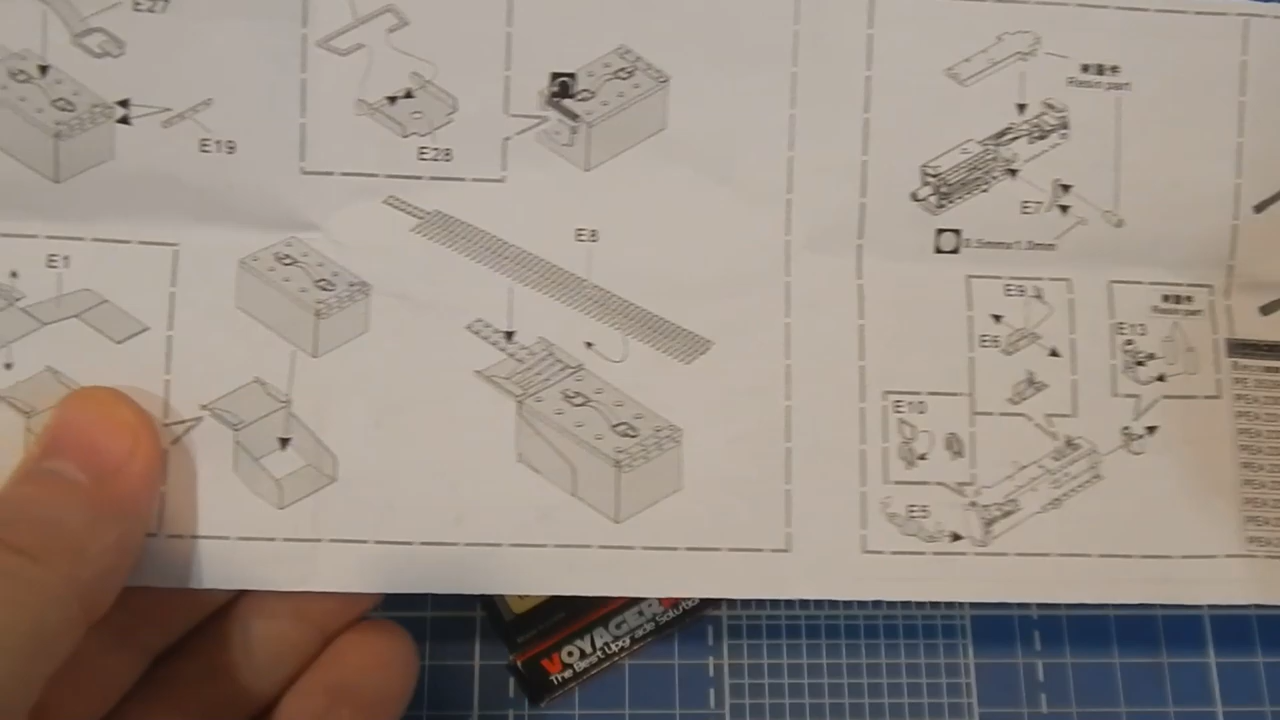 E27
E19
E28
E8
E1
Resin part
E7
0.5mmx1.0mm
E9
E6
Resin part
E13
E10
E5
VOYAGER
The Best Upgrade Solutio